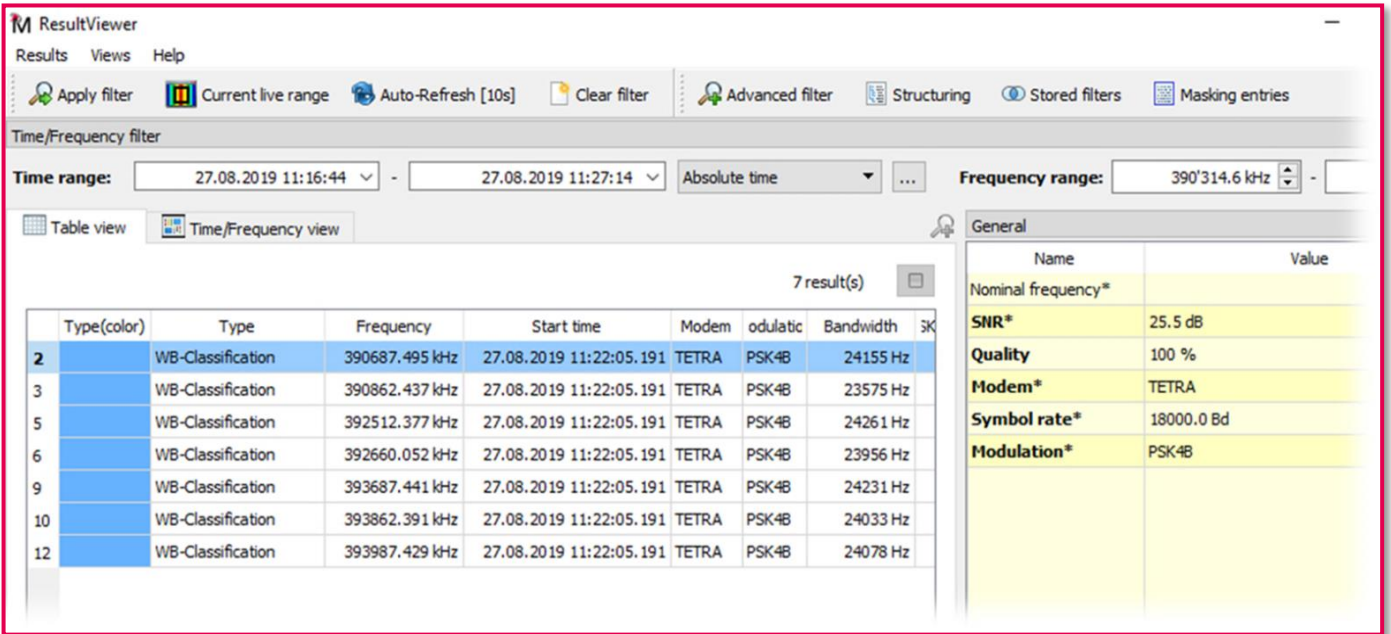 ResultViewer
Results Views Help
Apply filter Current live range Auto-Refresh [10s] Clear filter Advanced filter Structuring Stored filters Masking entries
Time/Frequency filter
Time range: 27.08.2019 11:16:44 - 27.08.2019 11:27:14 Absolute time ... Frequency range: 390'314.6 kHz -
Table view Time/Frequency view General
Name Value
7 result(s) Nominal frequency*
Type(color) Type Frequency Start time Modem odulatic Bandwidth SK SNR* 25.5 dB
2 WB-Classification 390687.495 kHz 27.08.2019 11:22:05.191 TETRA PSK4B 24155 Hz Quality 100 %
3 WB-Classification 390862.437 kHz 27.08.2019 11:22:05.191 TETRA PSK4B 23575 Hz Modem* TETRA
5 WB-Classification 392512.377 kHz 27.08.2019 11:22:05.191 TETRA PSK4B 24261 Hz Symbol rate* 18000.0 Bd
6 WB-Classification 392660.052 kHz 27.08.2019 11:22:05.191 TETRA PSK4B 23956 Hz Modulation* PSK4B
9 WB-Classification 393687.441 kHz 27.08.2019 11:22:05.191 TETRA PSK4B 24231 Hz
10 WB-Classification 393862.391 kHz 27.08.2019 11:22:05.191 TETRA PSK4B 24033 Hz
12 WB-Classification 393987.429 kHz 27.08.2019 11:22:05.191 TETRA PSK4B 24078 Hz